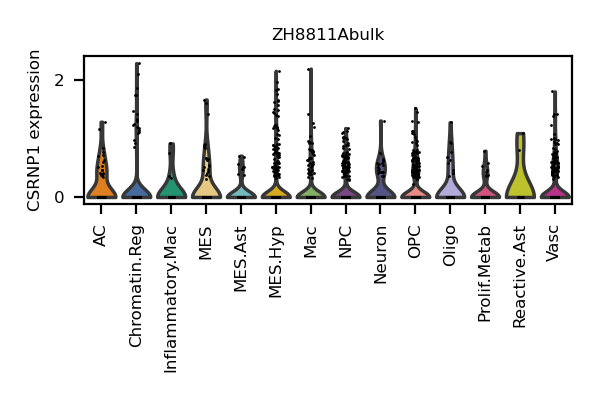 ZH8811Abulk
CSRNP1 expression
2
0
AC
Chromatin.Reg
Inflammatory.Mac
MES
MES.Ast
MES.Hyp
Mac
NPC
Neuron
OPC
Oligo
Prolif.Metab
Reactive.Ast
Vasc